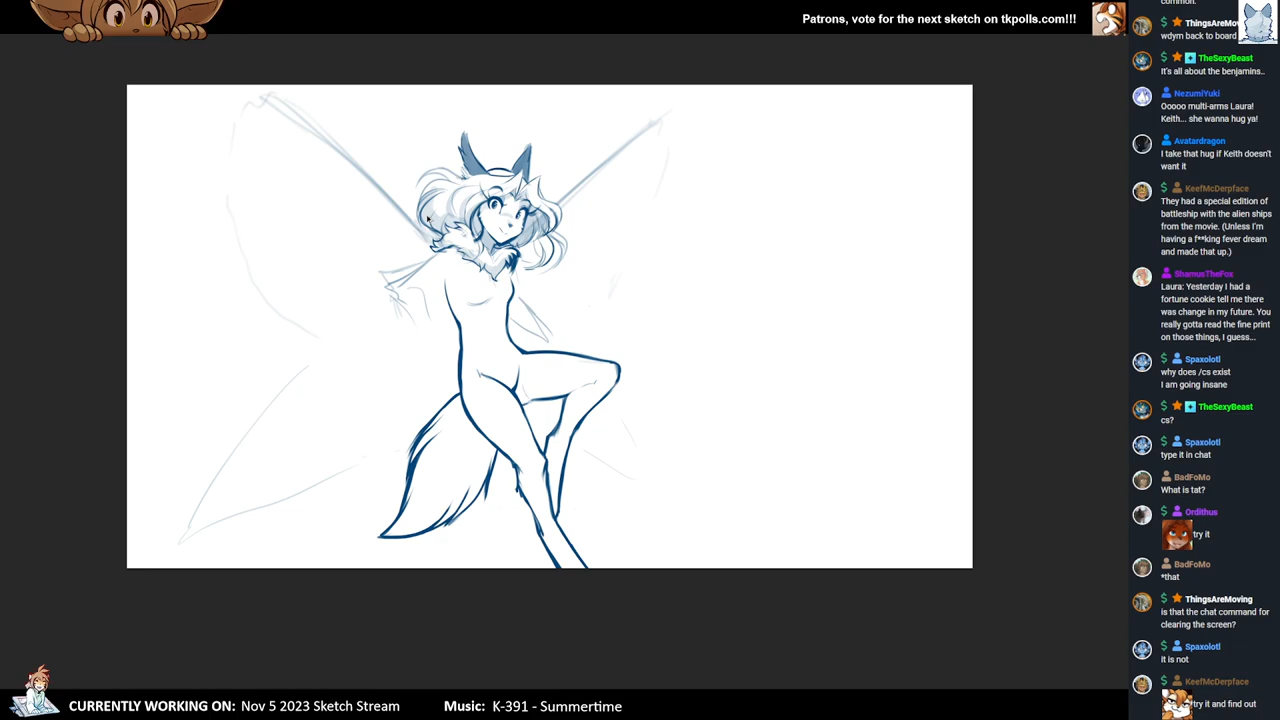 Patrons, vote for the next sketch on tkpolls.com!!!
common.
ThingsAreMov
wdym back to board
TheSexyBeast
It's all about the benjamins..
NezumiYuki
Ooooo multi-arms Laura!
Keith... she wanna hug ya!
Avatardragon
I take that hug if Keith doesn't
want it
KeefMcDerpface
They had a special edition of
battleship with the alien ships
from the movie. (Unless I'm
having a f**king fever dream
and made that up.)
ShamusTheFox
Laura: Yesterday I had a
fortune cookie tell me there
was change in my future. You
really gotta read the fine print
on those things, I guess...
Spaxolotl
why does /cs exist
I am going insane
TheSexyBeast
cs?
Spaxolotl
type it in chat
BadFoMo
What is tat?
Ordithus
try it
BadFoMo
*that
ThingsAreMoving
is that the chat command for
clearing the screen?
Spaxolotl
it is not
KeefMcDerpface
try it and find out
CURRENTLY WORKING ON: Nov 5 2023 Sketch Stream
Music: K-391 - Summertime